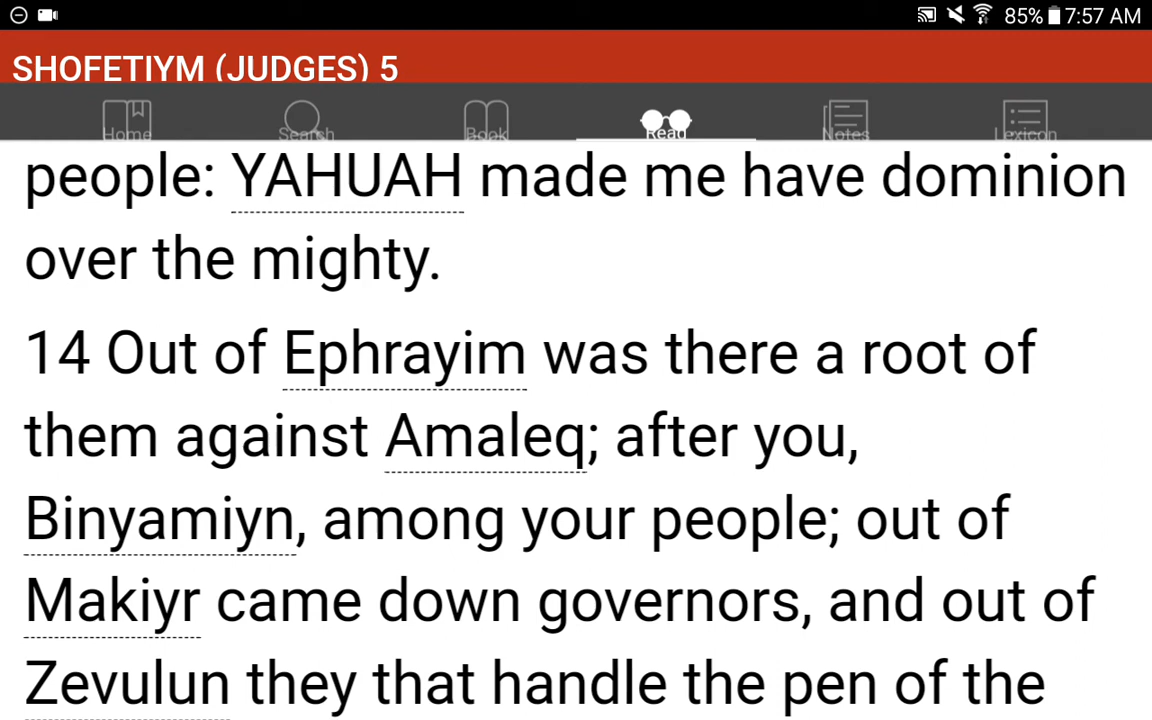 85% 7:57 AM
SHOFETIYM (JUDGES) 5
Home Search Book Read Notes Lexicon
people: YAHUAH made me have dominion
over the mighty.
14 Out of Ephrayim was there a root of
them against Amaleq; after you,
Binyamiyn, among your people; out of
Makiyr came down governors, and out of
Zevulun they that handle the pen of the